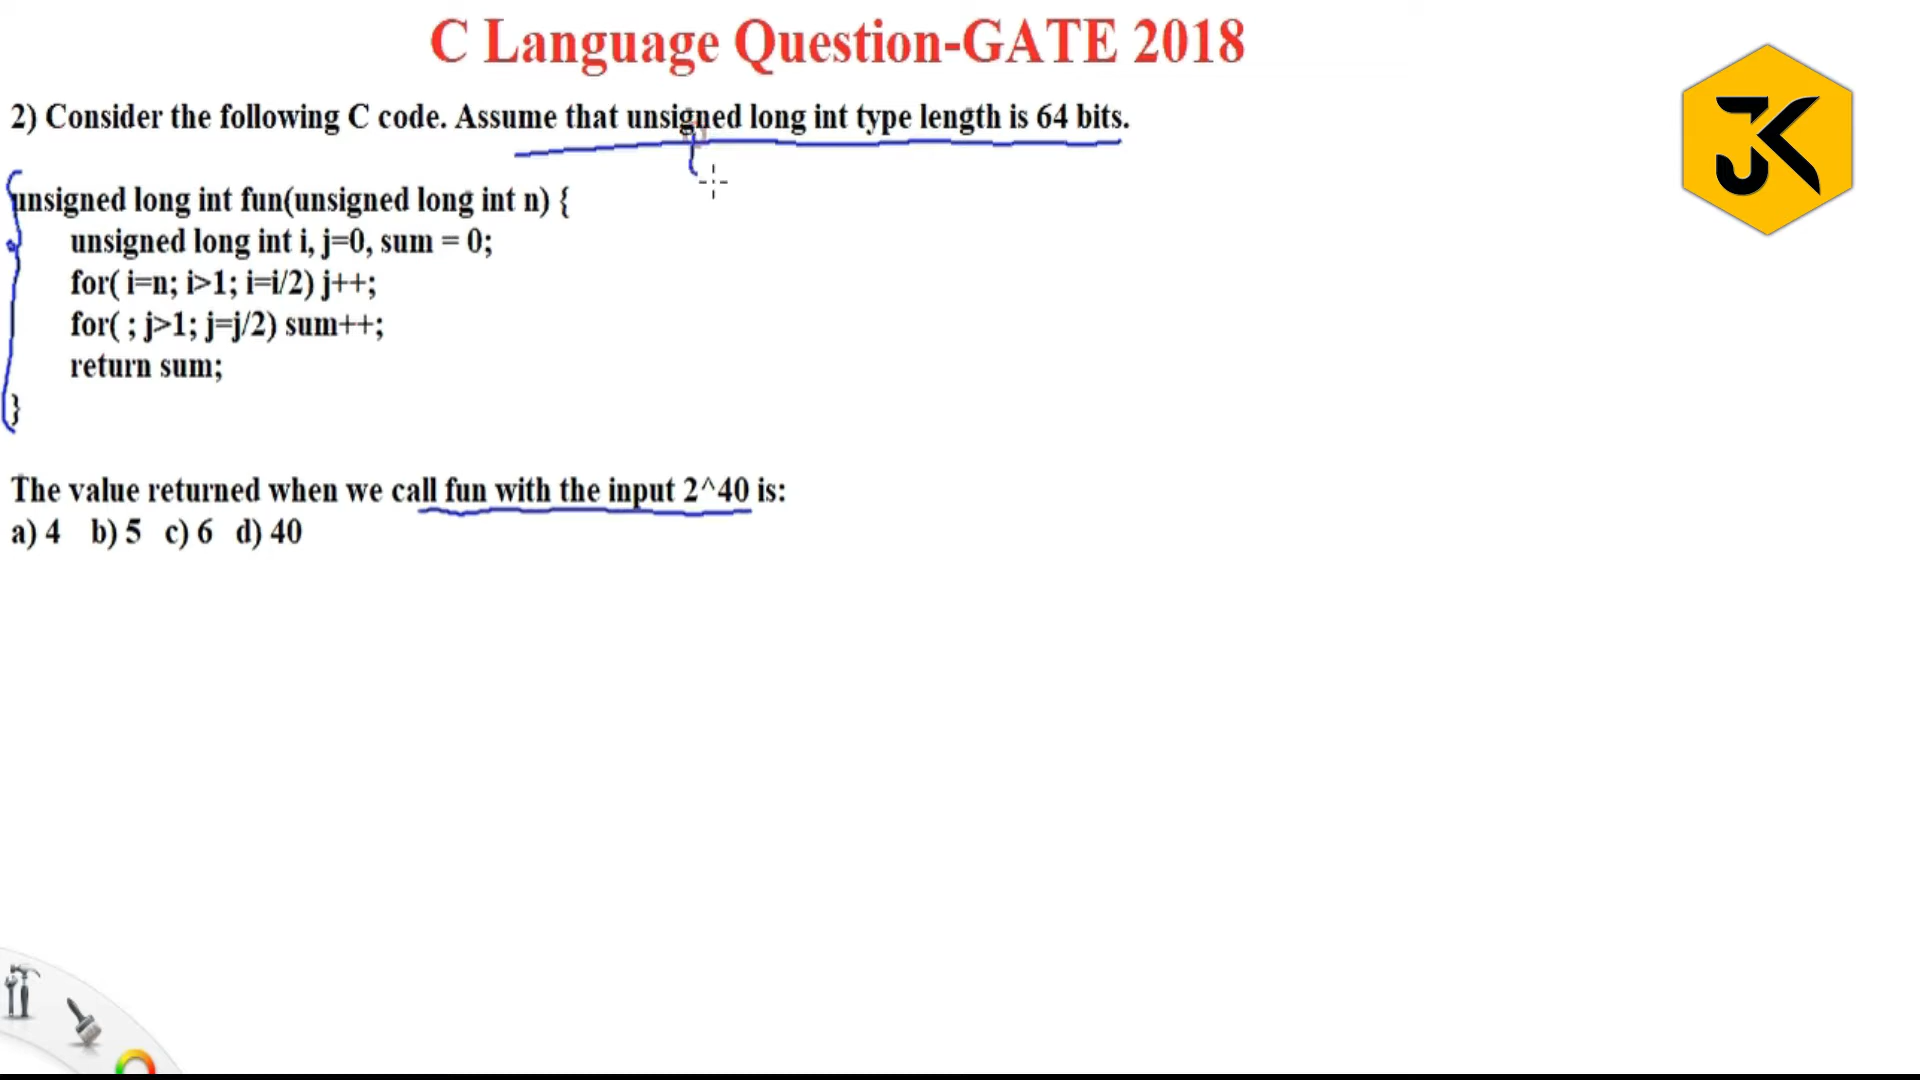 C Language Question-GATE 2018
JK
2) Consider the following C code. Assume that unsigned long int type length is 64 bits.
unsigned long int fun(unsigned long int n) {
unsigned long int i, j=0, sum = 0;
for( i=n; i>1; i=i/2) j++;
for( ; j>1; j=j/2) sum++;
return sum;
}
The value returned when we call fun with the input 2^40 is:
a) 4 b) 5 c) 6 d) 40